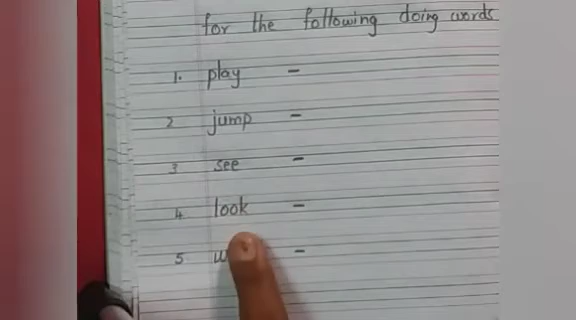 for the following doing words
1. play -
2 jump -
3 see -
4 look -
5 -